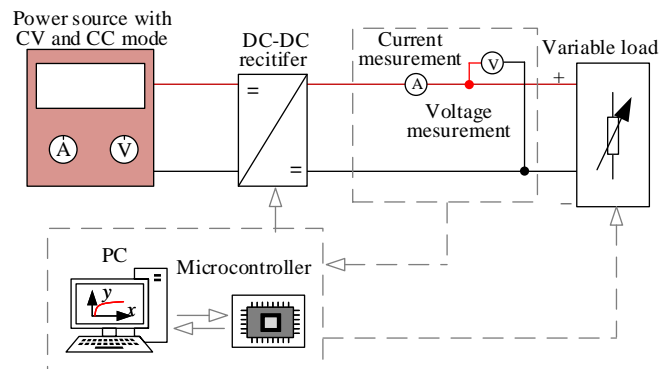 Power source with
CV and CC mode
A
V
DC-DC
recitifer
=
=
Current
mesurement
A
V
Voltage
mesurement
Variable load
+
−
PC
y
x
=
Microcontroller